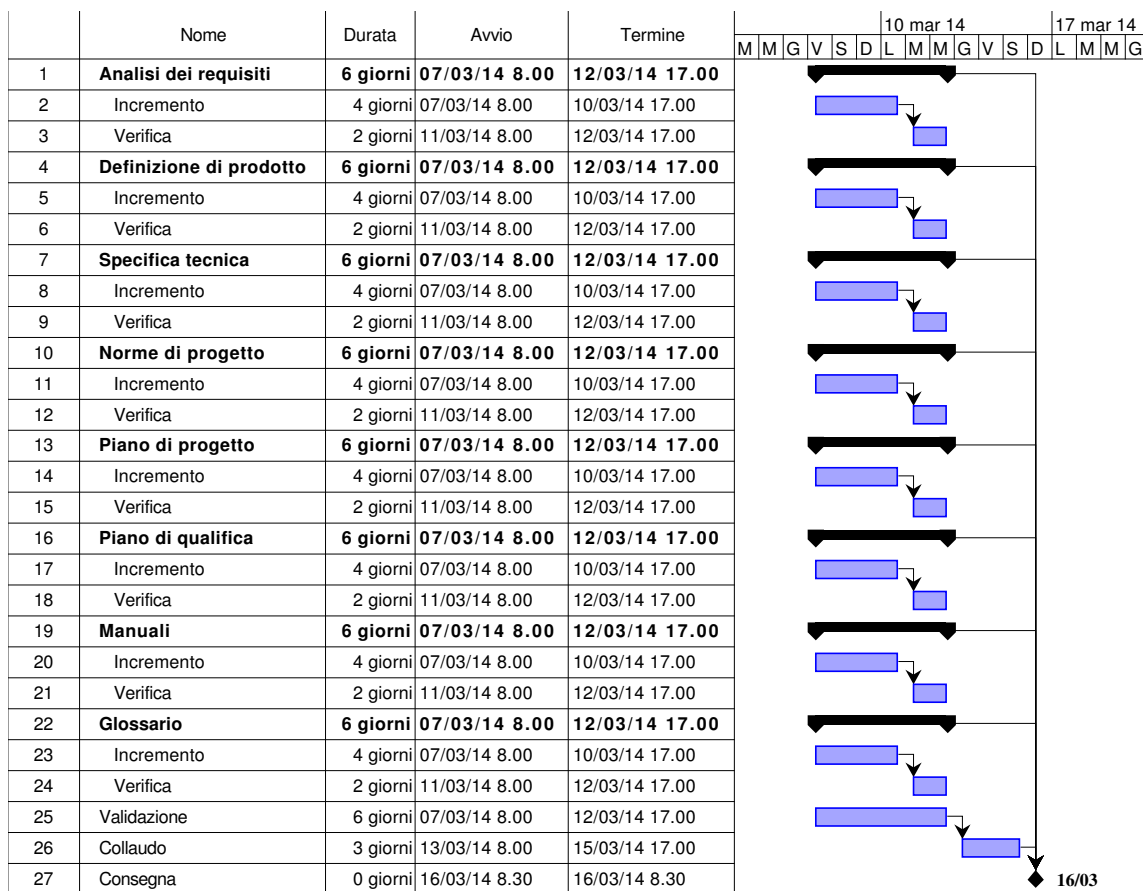 Nome Durata Avvio Termine 10 mar 14 17 mar 14
M M G V S D L M M G V S D L M M G
1 Analisi dei requisiti 6 giorni 07/03/14 8.00 12/03/14 17.00
2 Incremento 4 giorni 07/03/14 8.00 10/03/14 17.00
3 Verifica 2 giorni 11/03/14 8.00 12/03/14 17.00
4 Definizione di prodotto 6 giorni 07/03/14 8.00 12/03/14 17.00
5 Incremento 4 giorni 07/03/14 8.00 10/03/14 17.00
6 Verifica 2 giorni 11/03/14 8.00 12/03/14 17.00
7 Specifica tecnica 6 giorni 07/03/14 8.00 12/03/14 17.00
8 Incremento 4 giorni 07/03/14 8.00 10/03/14 17.00
9 Verifica 2 giorni 11/03/14 8.00 12/03/14 17.00
10 Norme di progetto 6 giorni 07/03/14 8.00 12/03/14 17.00
11 Incremento 4 giorni 07/03/14 8.00 10/03/14 17.00
12 Verifica 2 giorni 11/03/14 8.00 12/03/14 17.00
13 Piano di progetto 6 giorni 07/03/14 8.00 12/03/14 17.00
14 Incremento 4 giorni 07/03/14 8.00 10/03/14 17.00
15 Verifica 2 giorni 11/03/14 8.00 12/03/14 17.00
16 Piano di qualifica 6 giorni 07/03/14 8.00 12/03/14 17.00
17 Incremento 4 giorni 07/03/14 8.00 10/03/14 17.00
18 Verifica 2 giorni 11/03/14 8.00 12/03/14 17.00
19 Manuali 6 giorni 07/03/14 8.00 12/03/14 17.00
20 Incremento 4 giorni 07/03/14 8.00 10/03/14 17.00
21 Verifica 2 giorni 11/03/14 8.00 12/03/14 17.00
22 Glossario 6 giorni 07/03/14 8.00 12/03/14 17.00
23 Incremento 4 giorni 07/03/14 8.00 10/03/14 17.00
24 Verifica 2 giorni 11/03/14 8.00 12/03/14 17.00
25 Validazione 6 giorni 07/03/14 8.00 12/03/14 17.00
26 Collaudo 3 giorni 13/03/14 8.00 15/03/14 17.00
27 Consegna 0 giorni 16/03/14 8.30 16/03/14 8.30 16/03